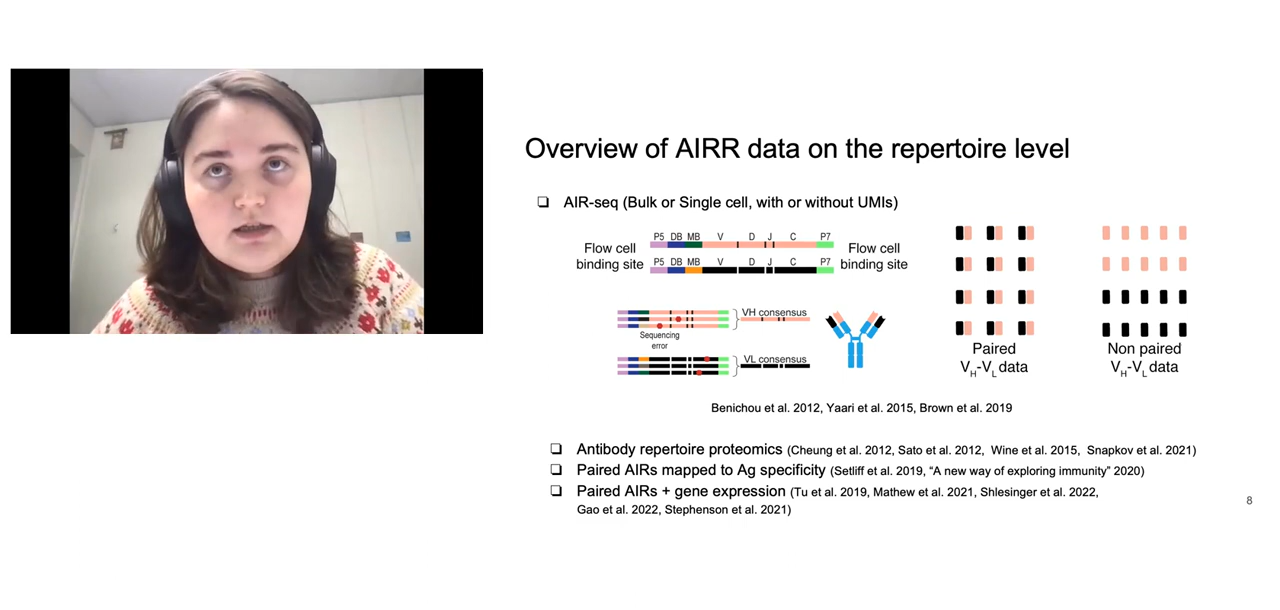 Overview of AIRR data on the repertoire level
❑ AIR-seq (Bulk or Single cell, with or without UMIs)
P5 DB MB V D J C P7
Flow cell binding site
Flow cell binding site
P5 DB MB V D J C P7
VH consensus
Sequencing error
VL consensus
Paired
VH-VL data
Non paired
VH-VL data
Benichou et al. 2012, Yaari et al. 2015, Brown et al. 2019
❑ Antibody repertoire proteomics (Cheung et al. 2012, Sato et al. 2012, Wine et al. 2015, Snapkov et al. 2021)
❑ Paired AIRs mapped to Ag specificity (Setliff et al. 2019, “A new way of exploring immunity” 2020)
❑ Paired AIRs + gene expression (Tu et al. 2019, Mathew et al. 2021, Shlesinger et al. 2022,
Gao et al. 2022, Stephenson et al. 2021)
8